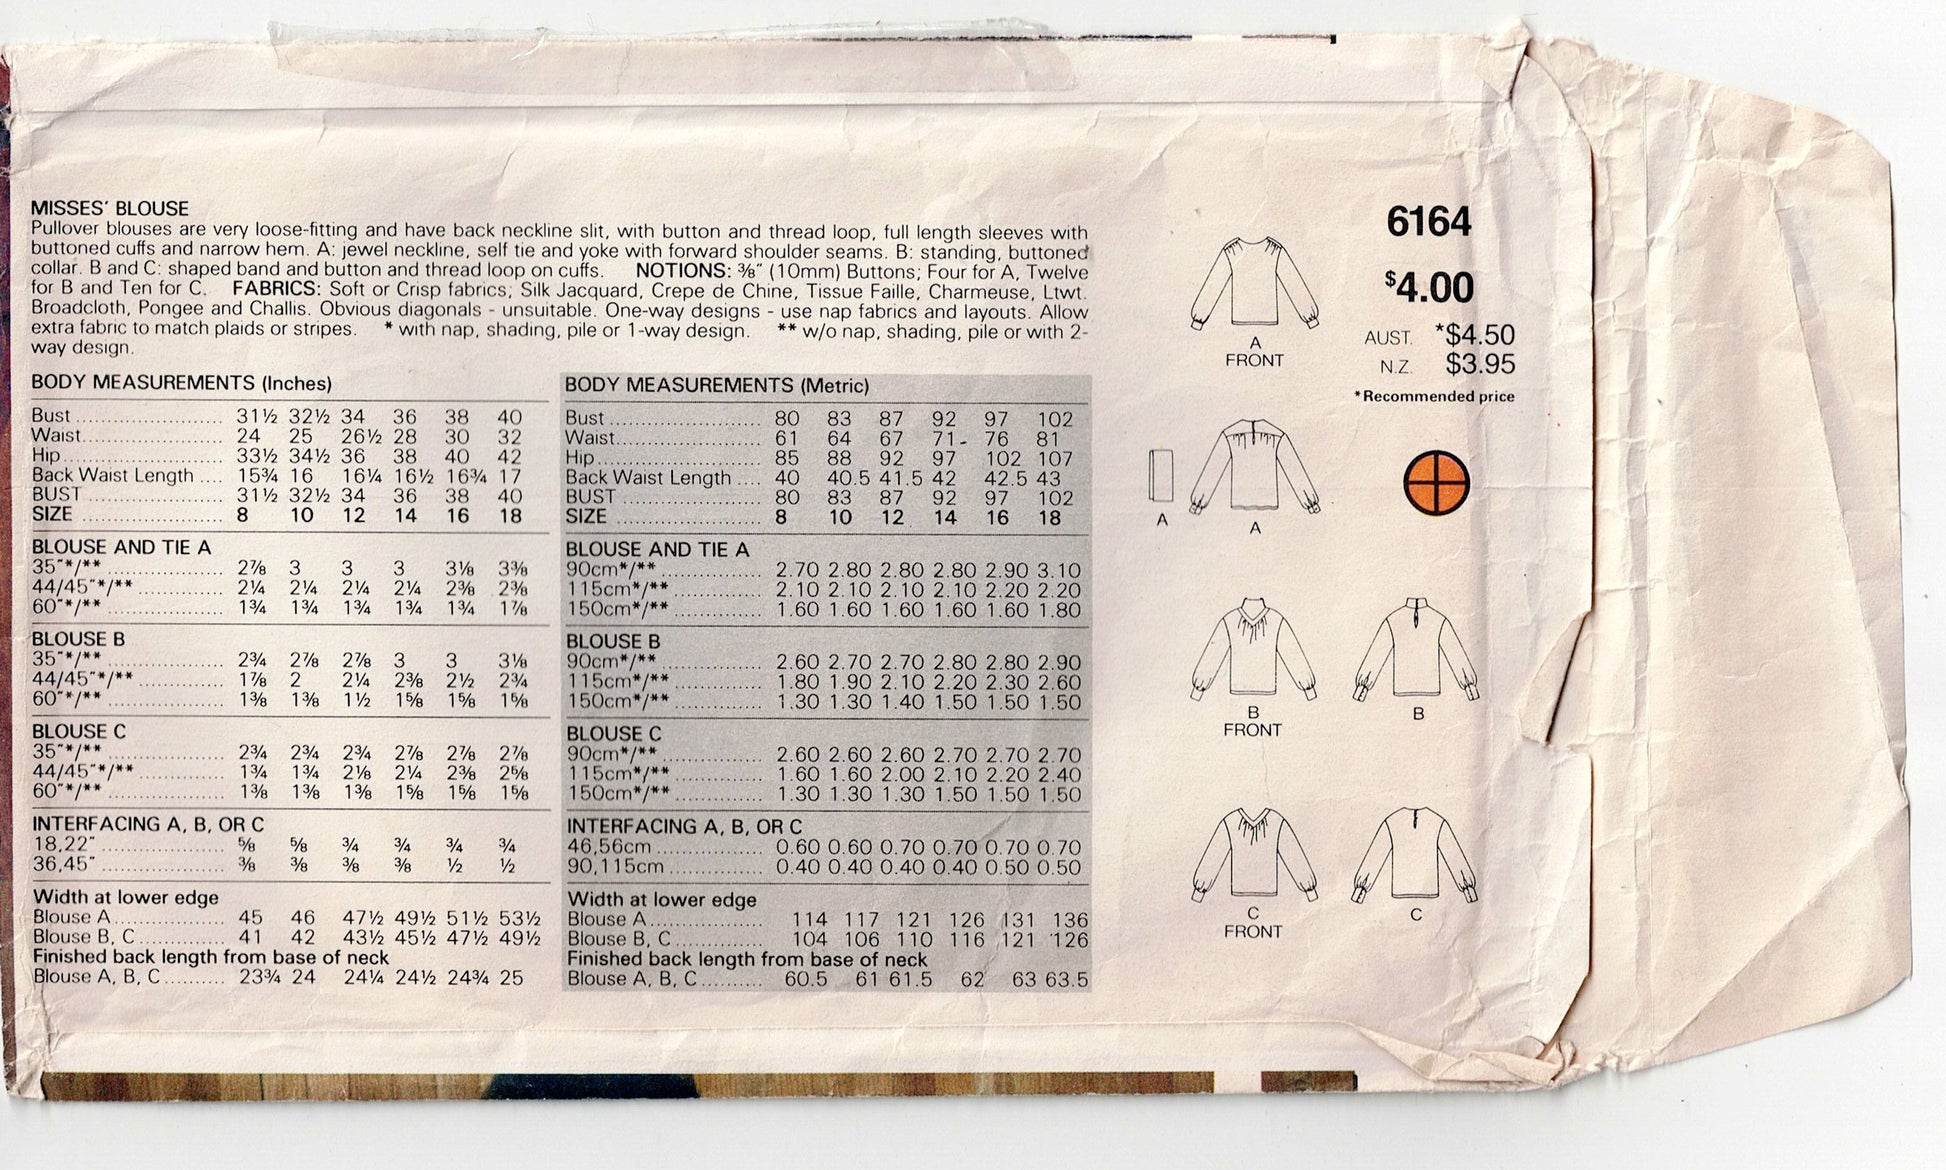 MISSES' BLOUSE
Pullover blouses are very loose-fitting and have back neckline slit, with button and thread loop, full length sleeves with
buttoned cuffs and narrow hem. A: jewel neckline, self tie and yoke with forward shoulder seams. B: standing, buttoned
collar. B and C: shaped band and button and thread loop on cuffs. NOTIONS: ⅜" (10mm) Buttons; Four for A, Twelve
for B and Ten for C. FABRICS: Soft or Crisp fabrics; Silk Jacquard, Crepe de Chine, Tissue Faille, Charmeuse, Ltwt.
Broadcloth, Pongee and Challis. Obvious diagonals - unsuitable. One-way designs - use nap fabrics and layouts. Allow
extra fabric to match plaids or stripes. * with nap, shading, pile or 1-way design. ** w/o nap, shading, pile or with 2-
way design.
BODY MEASUREMENTS (Inches)
Bust 31½ 32½ 34 36 38 40
Waist 24 25 26½ 28 30 32
Hip 33½ 34½ 36 38 40 42
Back Waist Length 15¾ 16 16¼ 16½ 16¾ 17
BUST 31½ 32½ 34 36 38 40
SIZE 8 10 12 14 16 18
BLOUSE AND TIE A
35"*/** 2⅞ 3 3 3 3⅛ 3⅜
44/45"*/** 2¼ 2¼ 2¼ 2¼ 2⅜ 2⅜
60"*/** 1¾ 1¾ 1¾ 1¾ 1¾ 1⅞
BLOUSE B
35"*/** 2¾ 2⅞ 2⅞ 3 3 3⅛
44/45"*/** 1⅞ 2 2¼ 2⅜ 2½ 2¾
60"*/** 1⅜ 1⅜ 1½ 1⅝ 1⅝ 1⅝
BLOUSE C
35"*/** 2¾ 2¾ 2¾ 2⅞ 2⅞ 2⅞
44/45"*/** 1¾ 1¾ 2⅛ 2¼ 2⅜ 2⅝
60"*/** 1⅜ 1⅜ 1⅜ 1⅝ 1⅝ 1⅝
INTERFACING A, B, OR C
18,22" ⅝ ⅝ ¾ ¾ ¾ ¾
36,45" ⅜ ⅜ ⅜ ⅜ ½ ½
Width at lower edge
Blouse A 45 46 47½ 49½ 51½ 53½
Blouse B, C 41 42 43½ 45½ 47½ 49½
Finished back length from base of neck
Blouse A, B, C 23¾ 24 24¼ 24½ 24¾ 25
BODY MEASUREMENTS (Metric)
Bust 80 83 87 92 97 102
Waist 61 64 67 71 76 81
Hip 85 88 92 97 102 107
Back Waist Length 40 40.5 41.5 42 42.5 43
BUST 80 83 87 92 97 102
SIZE 8 10 12 14 16 18
BLOUSE AND TIE A
90cm*/** 2.70 2.80 2.80 2.80 2.90 3.10
115cm*/** 2.10 2.10 2.10 2.10 2.20 2.20
150cm*/** 1.60 1.60 1.60 1.60 1.60 1.80
BLOUSE B
90cm*/** 2.60 2.70 2.70 2.80 2.80 2.90
115cm*/** 1.80 1.90 2.10 2.20 2.30 2.60
150cm*/** 1.30 1.30 1.40 1.50 1.50 1.50
BLOUSE C
90cm*/** 2.60 2.60 2.60 2.70 2.70 2.70
115cm*/** 1.60 1.60 2.00 2.10 2.20 2.40
150cm*/** 1.30 1.30 1.30 1.50 1.50 1.50
INTERFACING A, B, OR C
46,56cm 0.60 0.60 0.70 0.70 0.70 0.70
90,115cm 0.40 0.40 0.40 0.40 0.50 0.50
Width at lower edge
Blouse A 114 117 121 126 131 136
Blouse B, C 104 106 110 116 121 126
Finished back length from base of neck
Blouse A, B, C 60.5 61 61.5 62 63 63.5
A
FRONT
A
A
B
FRONT
B
C
FRONT
C
6164
$4.00
AUST. *$4.50
N.Z. $3.95
*Recommended price